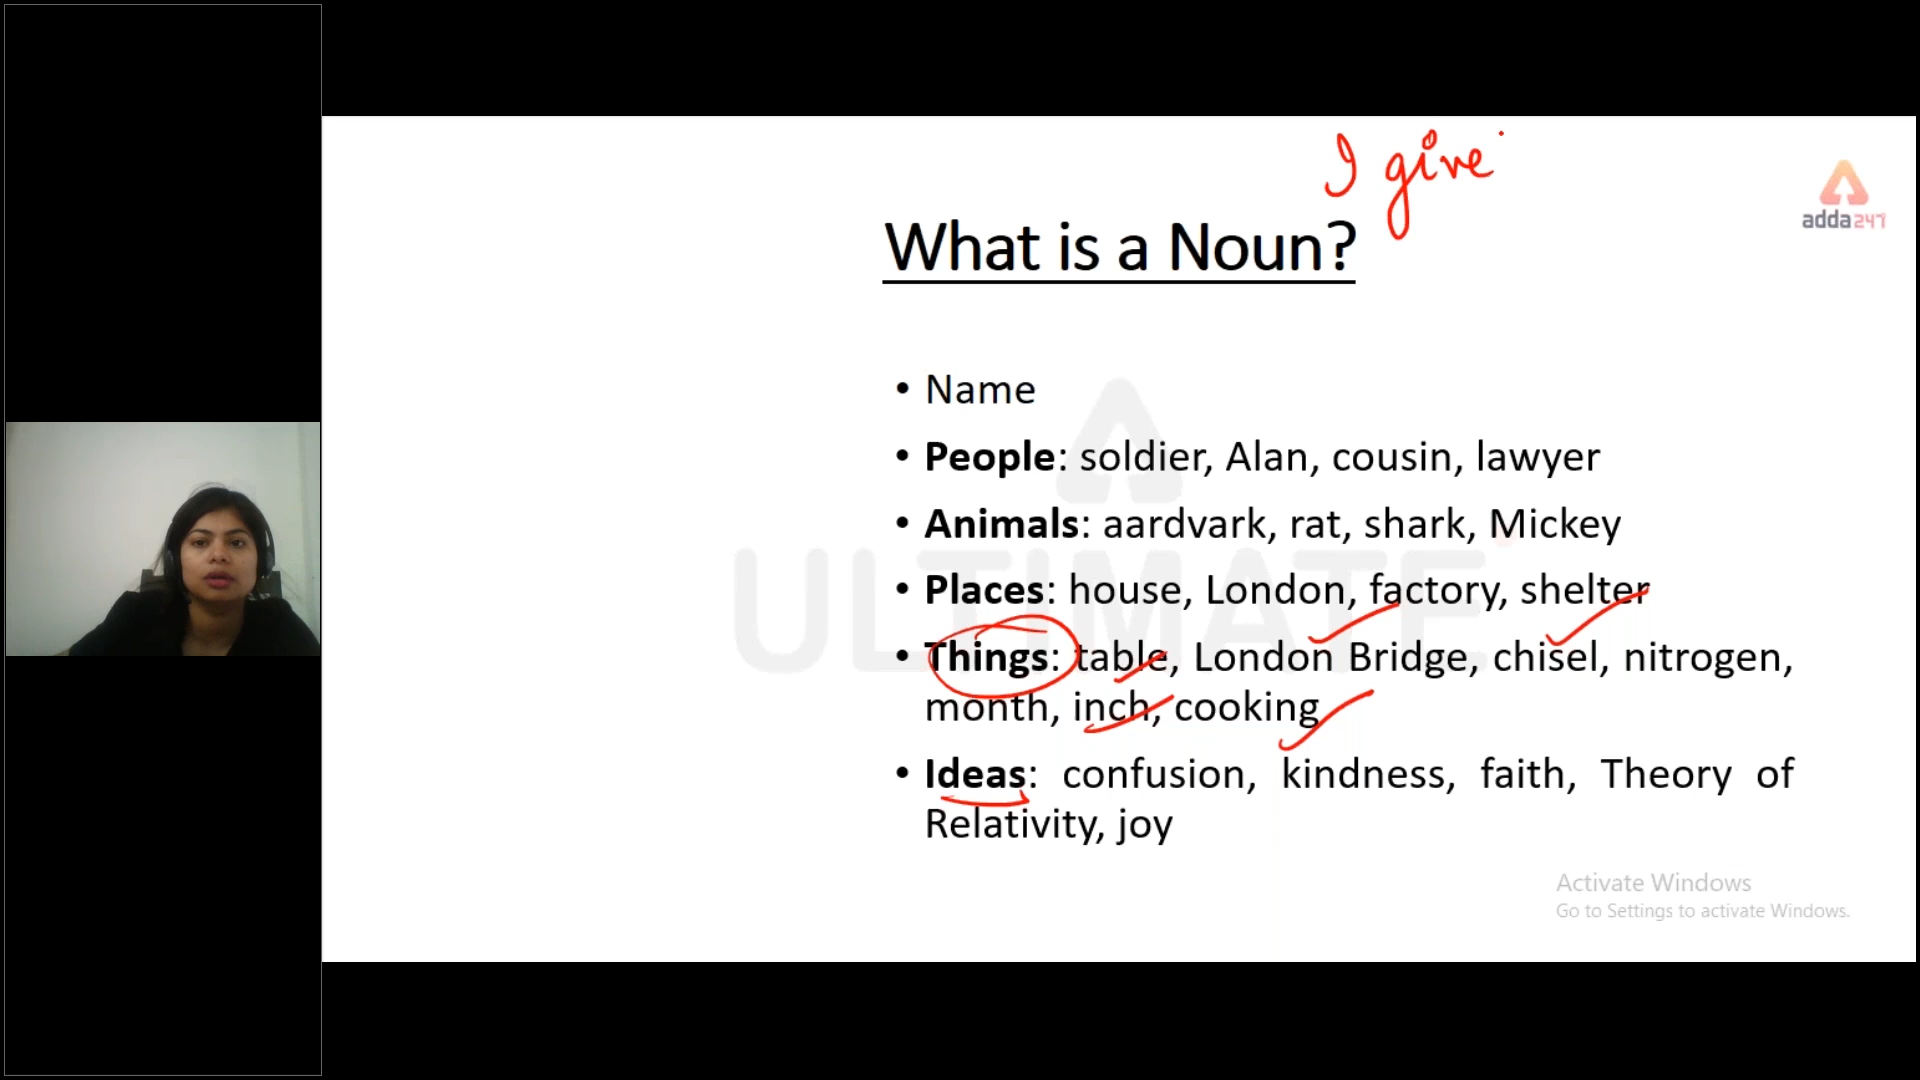 I give
adda247
What is a Noun?
• Name
• People: soldier, Alan, cousin, lawyer
• Animals: aardvark, rat, shark, Mickey
• Places: house, London, factory, shelter
• Things: table, London Bridge, chisel, nitrogen,
month, inch, cooking
• Ideas: confusion, kindness, faith, Theory of
Relativity, joy
ULTIMATE
Activate Windows
Go to Settings to activate Windows.